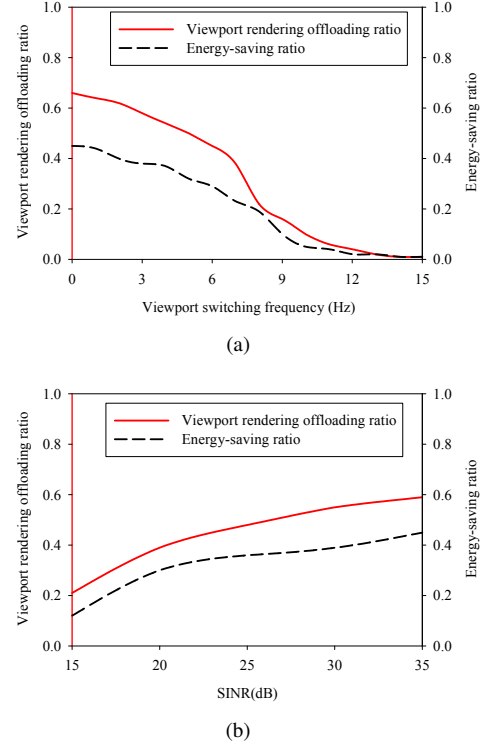 (a)
Viewport rendering offloading ratio
Energy-saving ratio
Viewport rendering offloading ratio
1.0
0.8
0.6
0.4
0.2
0.0
Energy-saving ratio
1.0
0.8
0.6
0.4
0.2
0.0
0 3 6 9 12 15
Viewport switching frequency (Hz)
(a)
Viewport rendering offloading ratio
Energy-saving ratio
Viewport rendering offloading ratio
1.0
0.8
0.6
0.4
0.2
0.0
Energy-saving ratio
1.0
0.8
0.6
0.4
0.2
0.0
15 20 25 30 35
SINR(dB)
(b)